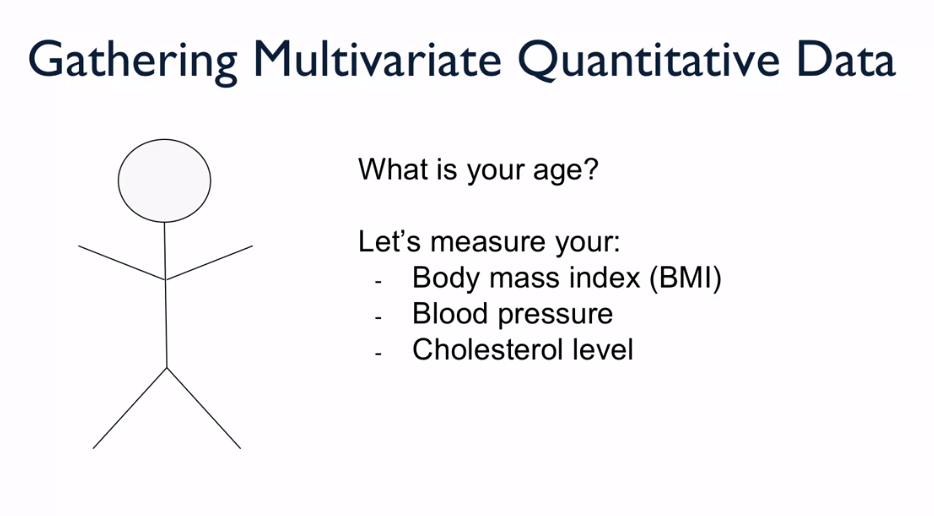 Gathering Multivariate Quantitative Data
What is your age?
Let's measure your:
- Body mass index (BMI)
- Blood pressure
- Cholesterol level